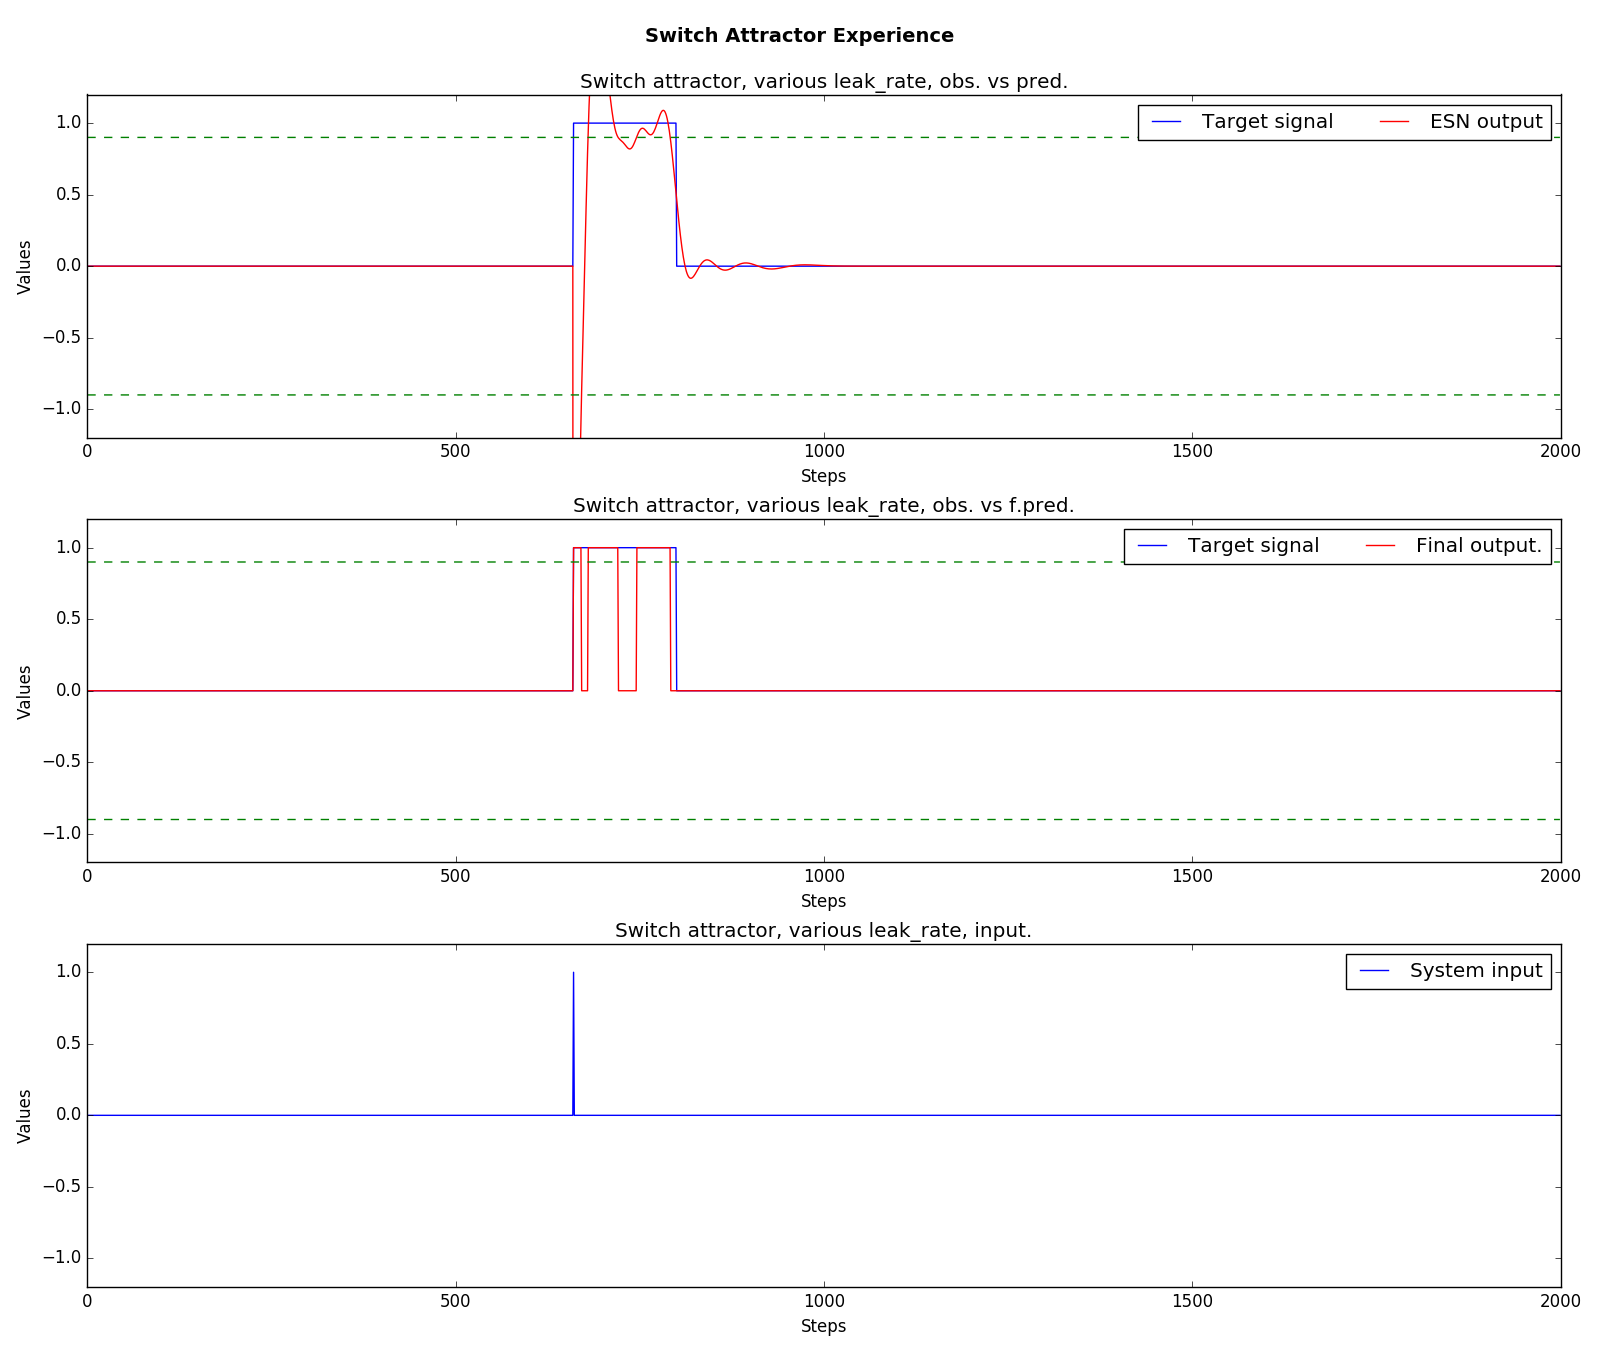 Switch Attractor Experience
Switch attractor, various leak_rate, obs. vs pred.
Target signal ESN output
1.0
0.5
0.0
−0.5
−1.0
Values
0 500 1000 1500 2000
Steps
Switch attractor, various leak_rate, obs. vs f.pred.
Target signal Final output.
1.0
0.5
0.0
−0.5
−1.0
Values
0 500 1000 1500 2000
Steps
Switch attractor, various leak_rate, input.
System input
1.0
0.5
0.0
−0.5
−1.0
Values
0 500 1000 1500 2000
Steps